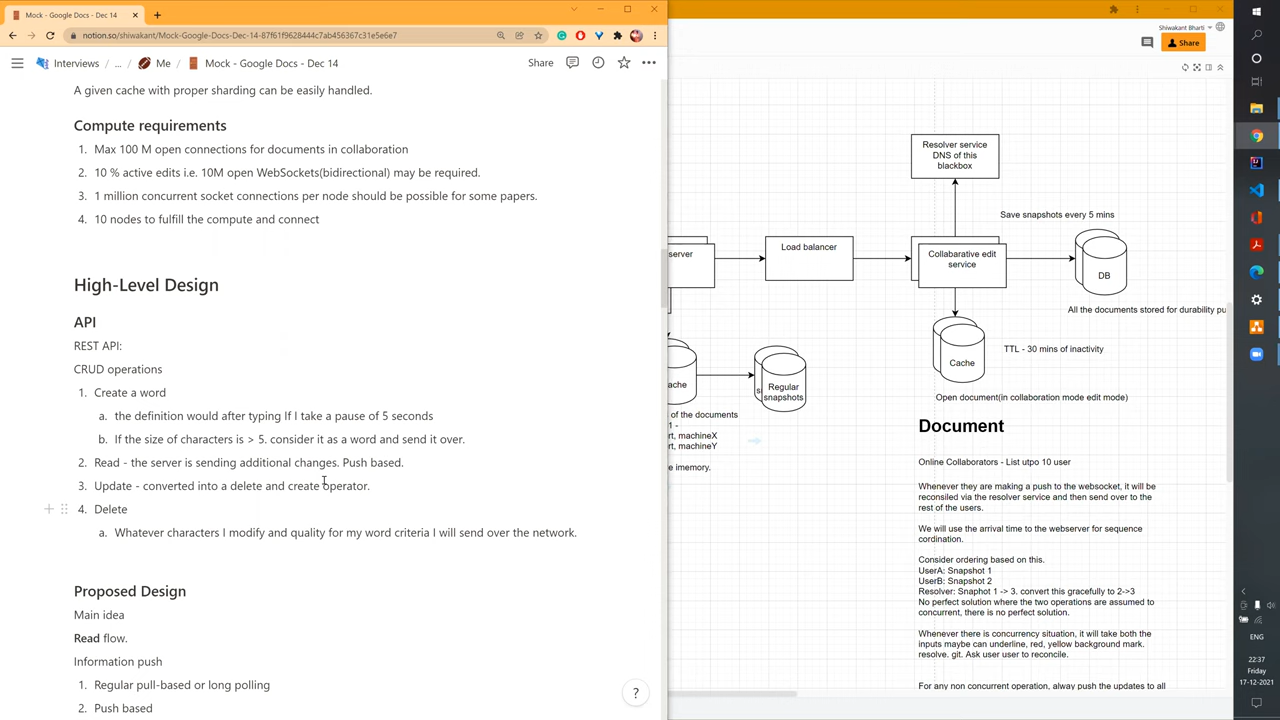 Mock - Google Docs - Dec 14
notion.so/shiwakant/Mock-Google-Docs-Dec-14-87f61f9628444c7ab456367c31e5e6e7
Interviews / ... / Me / Mock - Google Docs - Dec 14
Share
A given cache with proper sharding can be easily handled.
Compute requirements
1. Max 100 M open connections for documents in collaboration
2. 10 % active edits i.e. 10M open WebSockets(bidirectional) may be required.
3. 1 million concurrent socket connections per node should be possible for some papers.
4. 10 nodes to fulfill the compute and connect
High-Level Design
API
REST API:
CRUD operations
1. Create a word
a. the definition would after typing If I take a pause of 5 seconds
b. If the size of characters is > 5. consider it as a word and send it over.
2. Read - the server is sending additional changes. Push based.
3. Update - converted into a delete and create operator.
4. Delete
a. Whatever characters I modify and quality for my word criteria I will send over the network.
Proposed Design
Main idea
Read flow.
Information push
1. Regular pull-based or long polling
2. Push based
?
Shiwakant Bharti
Share
Resolver service
DNS of this
blackbox
Save snapshots every 5 mins
server
Load balancer
Collabarative edit
service
DB
All the documents stored for durability pu
Cache
TTL - 30 mins of inactivity
ache
Regular
snapshots
s
Open document(in collaboration mode edit mode)
of the documents
1 -
rt, machineX
rt, machineY
e imemory.
Document
Online Collaborators - List utpo 10 user
Whenever they are making a push to the websocket, it will be
reconsiled via the resolver service and then send over to the
rest of the users.
We will use the arrival time to the webserver for sequence
cordination.
Consider ordering based on this.
UserA: Snapshot 1
UserB: Snapshot 2
Resolver: Snaphot 1 -> 3. convert this gracefully to 2->3
No perfect solution where the two operations are assumed to
concurrent, there is no perfect solution.
Whenever there is concurrency situation, it will take both the
inputs maybe can underline, red, yellow background mark.
resolve. git. Ask user user to reconcile.
For any non concurrent operation, alway push the updates to all
ENG
22:37
Friday
17-12-2021